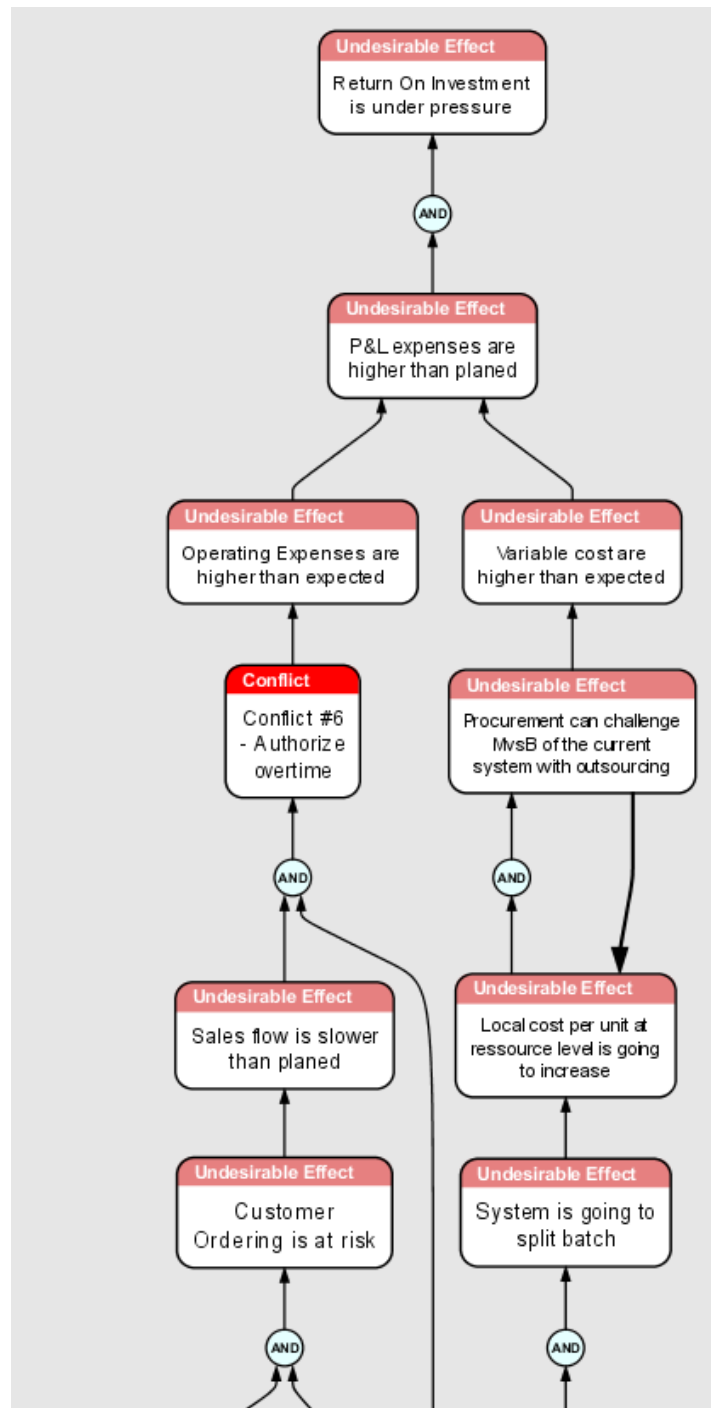 Undesirable Effect
Return On Investment
is under pressure
AND
Undesirable Effect
P&L expenses are
higher than planed
Undesirable Effect
Operating Expenses are
higher than expected
Undesirable Effect
Variable cost are
higher than expected
Conflict
Conflict #6
- Authorize
overtime
Undesirable Effect
Procurement can challenge
MvsB of the current
system with outsourcing
AND
AND
Undesirable Effect
Sales flow is slower
than planed
Undesirable Effect
Local cost per unit at
ressource level is going
to increase
Undesirable Effect
Customer
Ordering is at risk
Undesirable Effect
System is going to
split batch
AND
AND